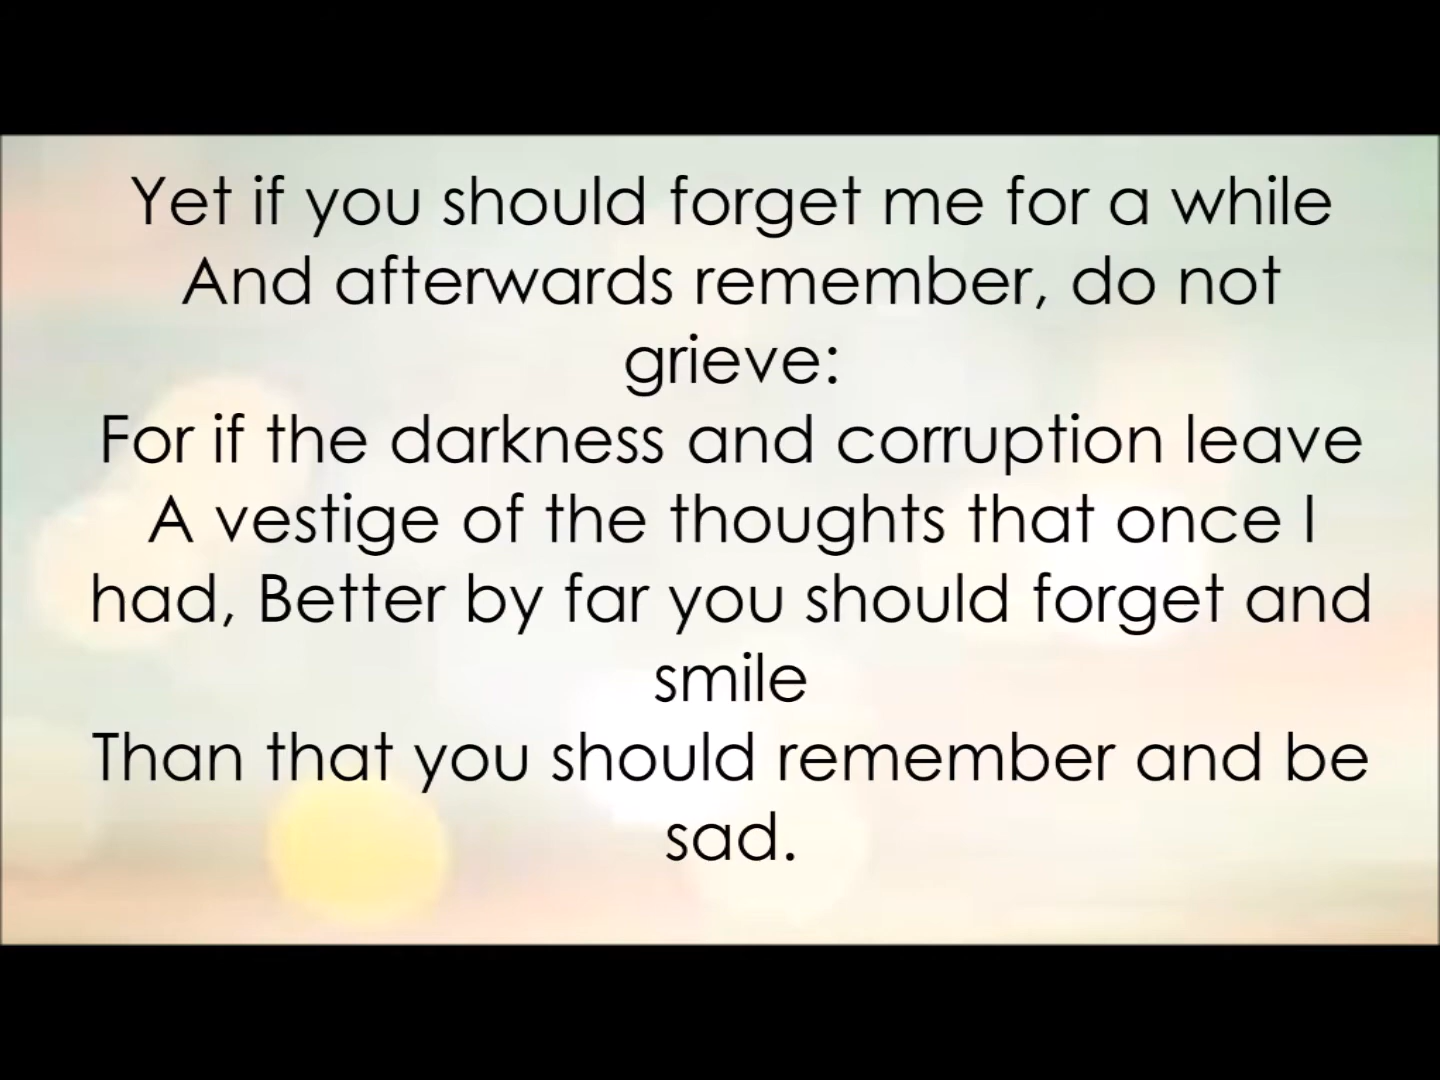 Yet if you should forget me for a while
And afterwards remember, do not
grieve:
For if the darkness and corruption leave
A vestige of the thoughts that once I
had, Better by far you should forget and
smile
Than that you should remember and be
sad.